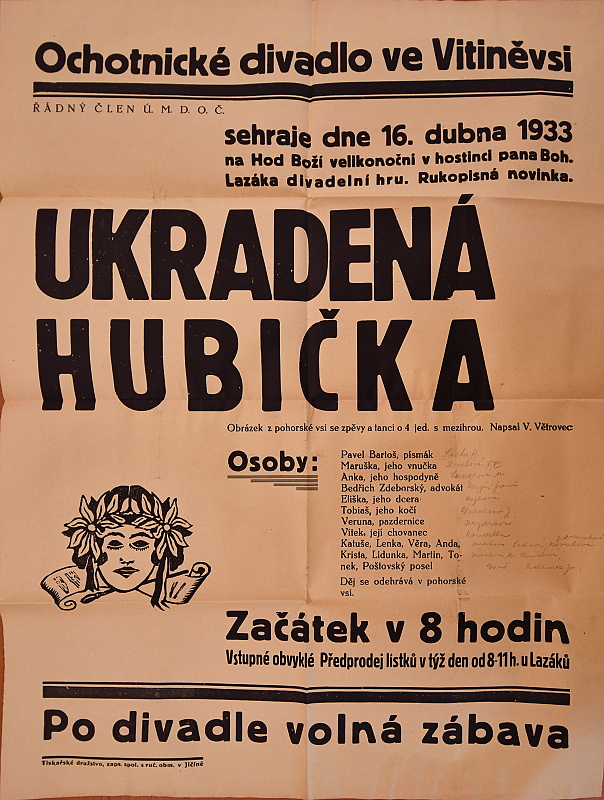 Ochotnické divadlo ve Vitiněvsi
ŘÁDNÝ ČLEN Ú. M. D. O. Č.
sehraje dne 16. dubna 1933
na Hod Boží velikonoční v hostinci pana Boh.
Lazáka divadelní hru. Rukopisná novinka.
UKRADENÁ
HUBIČKA
Obrázek z pohorské vsi se zpěvy a tanci o 4 jed. s mezihrou. Napsal V. Větrovec
Osoby:
Pavel Bartoš, písmák
Maruška, jeho vnučka
Anka, jeho hospodyně
Bedřich Zdeborský, advokát
Eliška, jeho dcera
Tobiaš, jeho kočí
Veruna, pazdernice
Vítek, její chovanec
Katuše, Lenka, Věra, Anda,
Krista, Lidunka, Martin, To-
nek, Poštovský posel
Děj se odehrává v pohorské
vsi.
Začátek v 8 hodin
Vstupné obvyklé Předprodej lístků v týž den od 8-11 h. u Lazáků
Po divadle volná zábava
Tiskařské družstvo, zaps. spol. s ruč. obm. v Jičíně